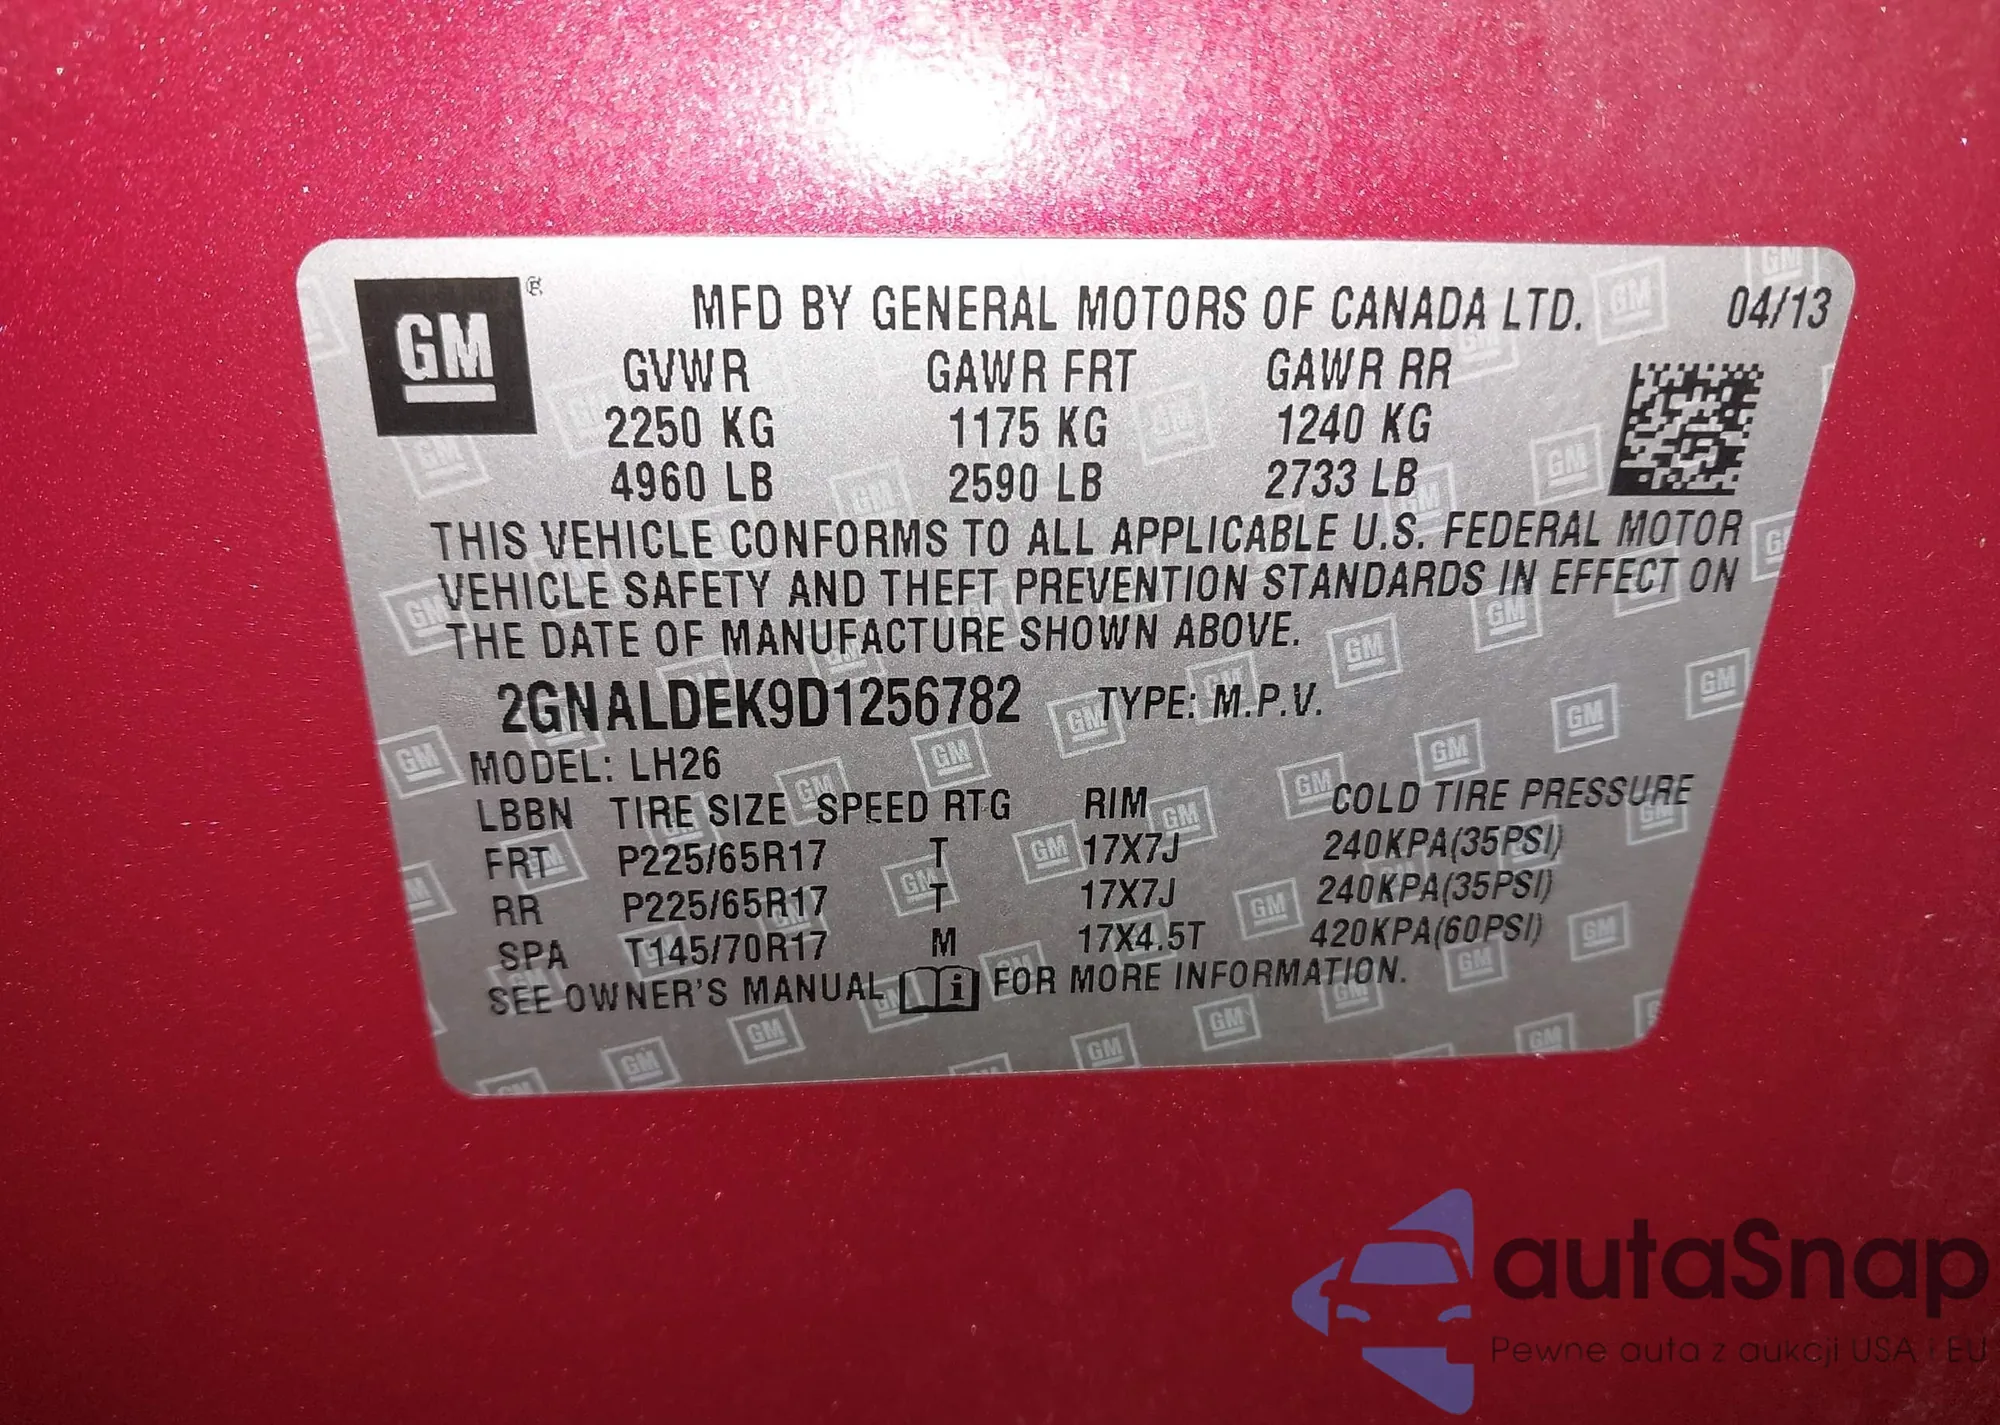 GM ®
MFD BY GENERAL MOTORS OF CANADA LTD. 04/13
GVWR GAWR FRT GAWR RR
2250 KG 1175 KG 1240 KG
4960 LB 2590 LB 2733 LB
THIS VEHICLE CONFORMS TO ALL APPLICABLE U.S. FEDERAL MOTOR
VEHICLE SAFETY AND THEFT PREVENTION STANDARDS IN EFFECT ON
THE DATE OF MANUFACTURE SHOWN ABOVE.
2GNALDEK9D1256782 TYPE: M.P.V.
MODEL: LH26
LBBN TIRE SIZE SPEED RTG RIM COLD TIRE PRESSURE
FRT P225/65R17 T 17X7J 240KPA(35PSI)
RR P225/65R17 T 17X7J 240KPA(35PSI)
SPA T145/70R17 M 17X4.5T 420KPA(60PSI)
SEE OWNER'S MANUAL i FOR MORE INFORMATION.
autaSnap
Pewne auta z aukcji USA i EU